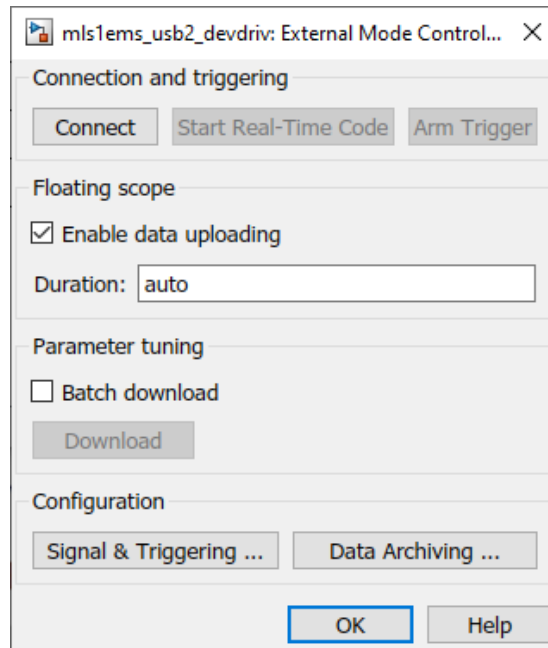 mls1ems_usb2_devdriv: External Mode Control...
Connection and triggering
Connect Start Real-Time Code Arm Trigger
Floating scope
Enable data uploading
Duration: auto
Parameter tuning
Batch download
Download
Configuration
Signal & Triggering ... Data Archiving ...
OK Help